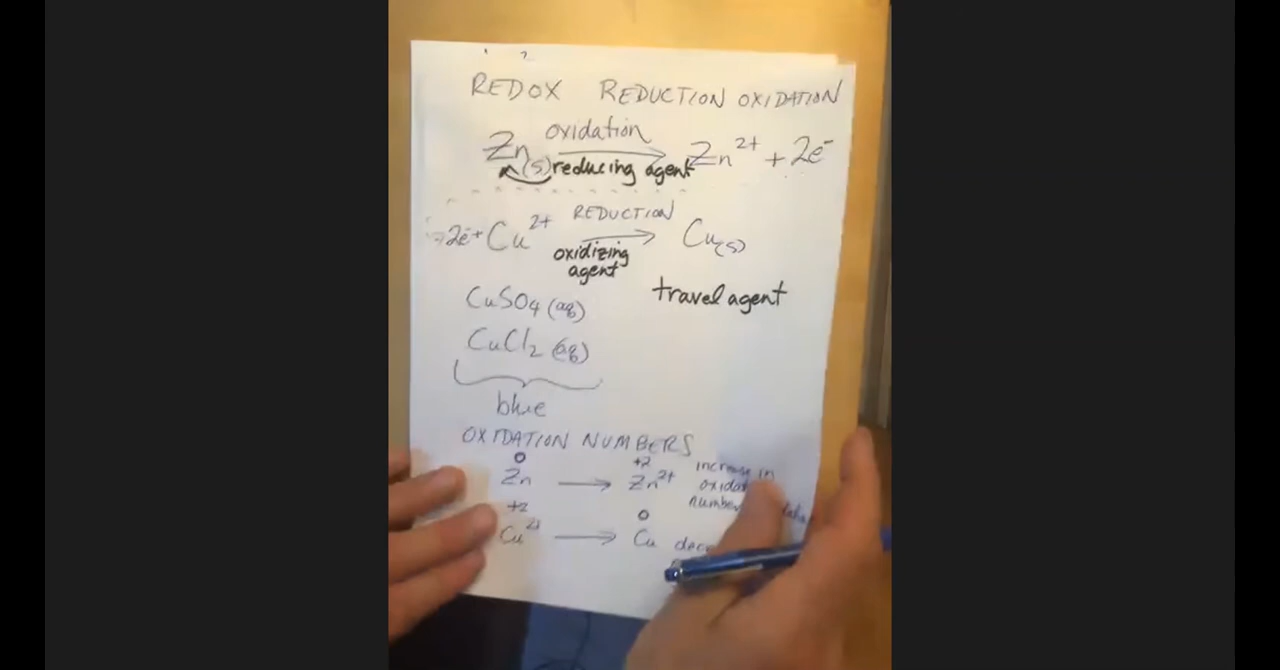 REDOX REDUCTION OXIDATION
oxidation
Zn(s) → Zn²⁺ + 2e⁻
reducing agent
REDUCTION
2e⁻ + Cu²⁺ → Cu(s)
oxidizing
agent
travel agent
CuSO₄ (aq)
CuCl₂ (aq)
blue
OXIDATION NUMBERS
0 +2 increase in
Zn → Zn²⁺
number
+2 0
Cu²⁺ → Cu